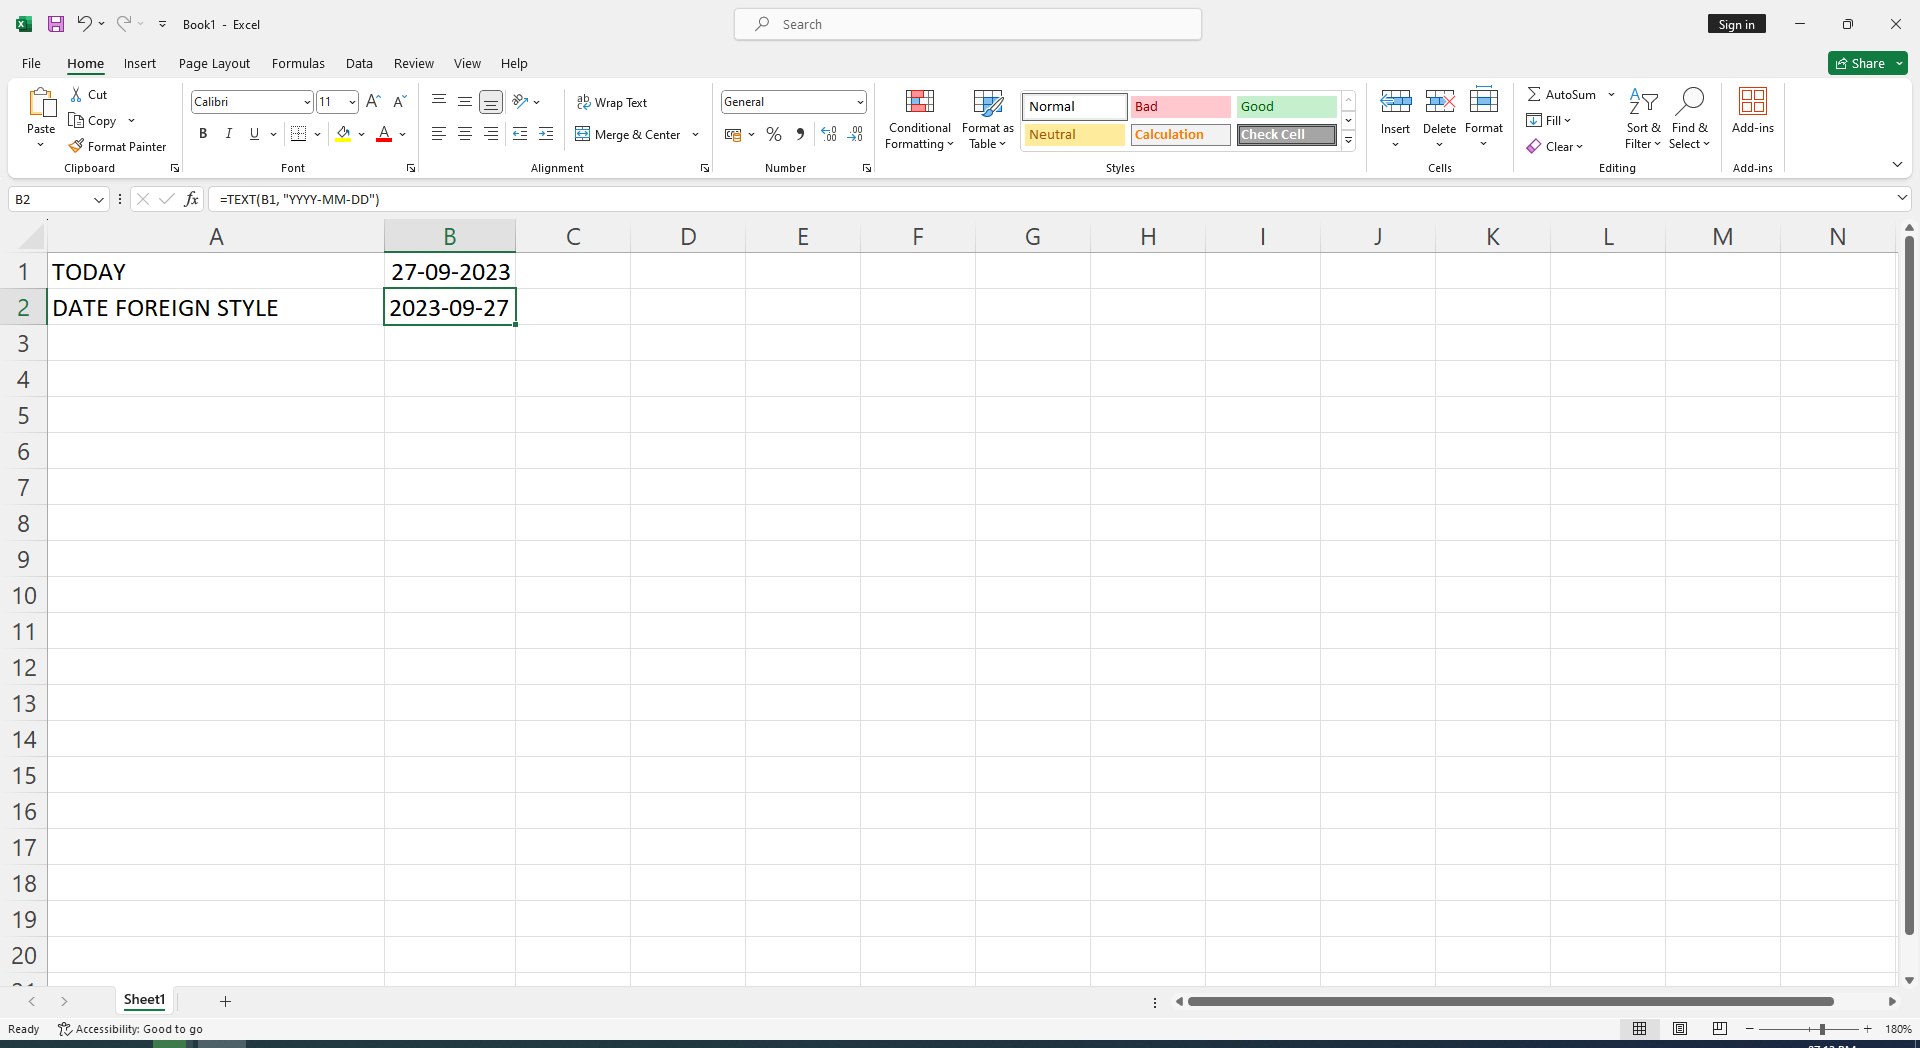 Book1 - Excel
Search
Sign in
File Home Insert Page Layout Formulas Data Review View Help
Share
Paste
Cut
Copy
Format Painter
Clipboard
Calibri 11
B I U
A
Font
Wrap Text
Merge & Center
Alignment
General
Number
Conditional Formatting
Format as Table
Normal Bad Good
Neutral Calculation Check Cell
Styles
Insert Delete Format
Cells
AutoSum
Fill
Clear
Sort & Filter
Find & Select
Editing
Add-ins
Add-ins
B2 fx =TEXT(B1, "YYYY-MM-DD")
A B C D E F G H I J K L M N
1 TODAY 27-09-2023
2 DATE FOREIGN STYLE 2023-09-27
3
4
5
6
7
8
9
10
11
12
13
14
15
16
17
18
19
20
Sheet1
Ready Accessibility: Good to go 180%